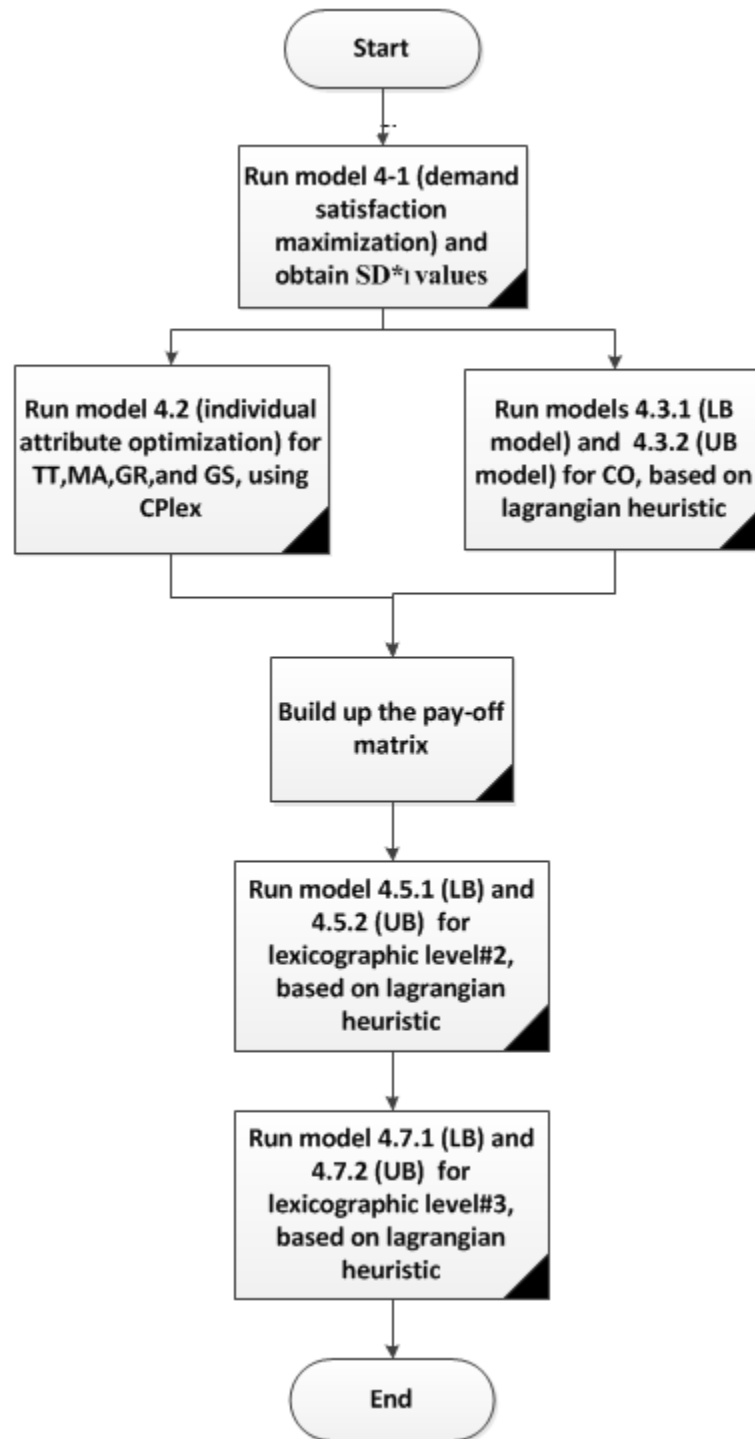 Start
Run model 4-1 (demand
satisfaction
maximization) and
obtain SD*l values
Run model 4.2 (individual
attribute optimization) for
TT,MA,GR,and GS, using
CPlex
Run models 4.3.1 (LB
model) and 4.3.2 (UB
model) for CO, based on
lagrangian heuristic
Build up the pay-off
matrix
Run model 4.5.1 (LB) and
4.5.2 (UB) for
lexicographic level#2,
based on lagrangian
heuristic
Run model 4.7.1 (LB) and
4.7.2 (UB) for
lexicographic level#3,
based on lagrangian
heuristic
End